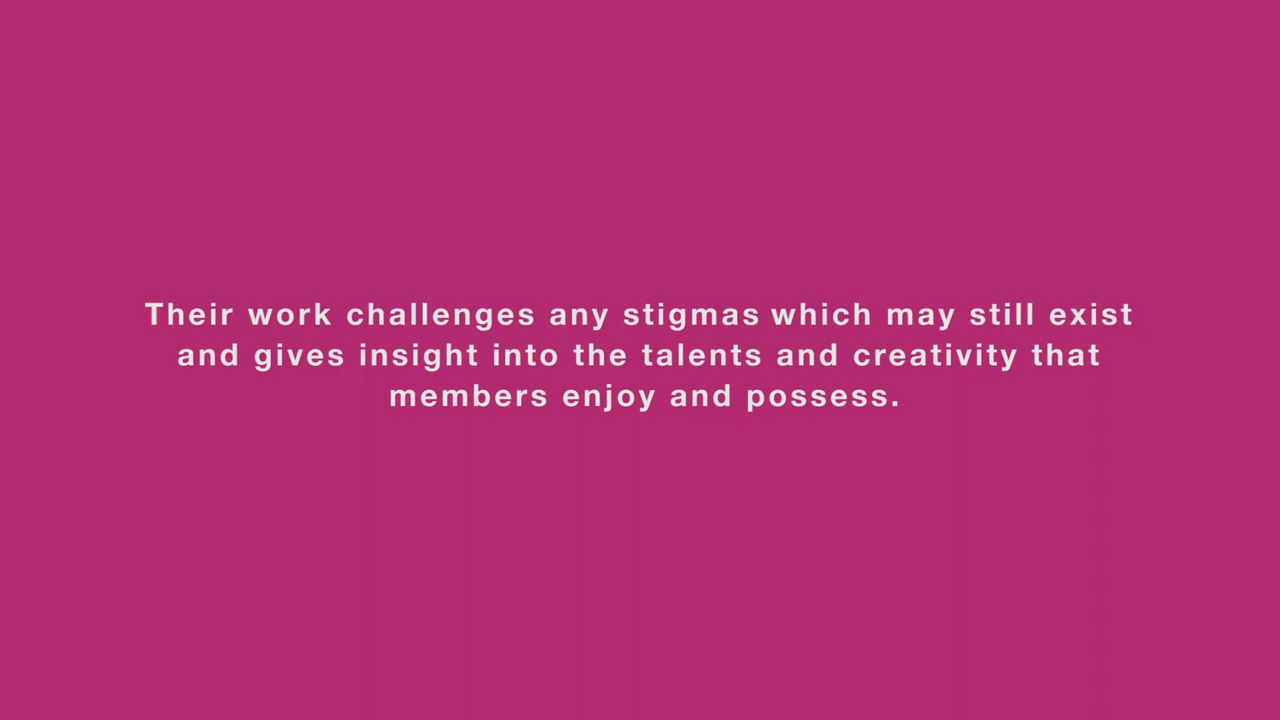 Their work challenges any stigmas which may still exist
and gives insight into the talents and creativity that
members enjoy and possess.